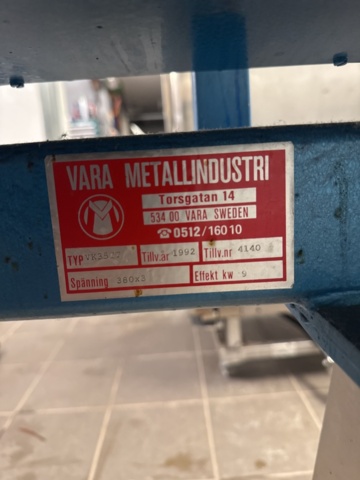 VARA METALLINDUSTRI
Torsgatan 14
534 00 VARA SWEDEN
☎ 0512/160 10
TYP Tillv.år 1992 Tillv.nr 4140
Spänning 380x3 Effekt kw 9